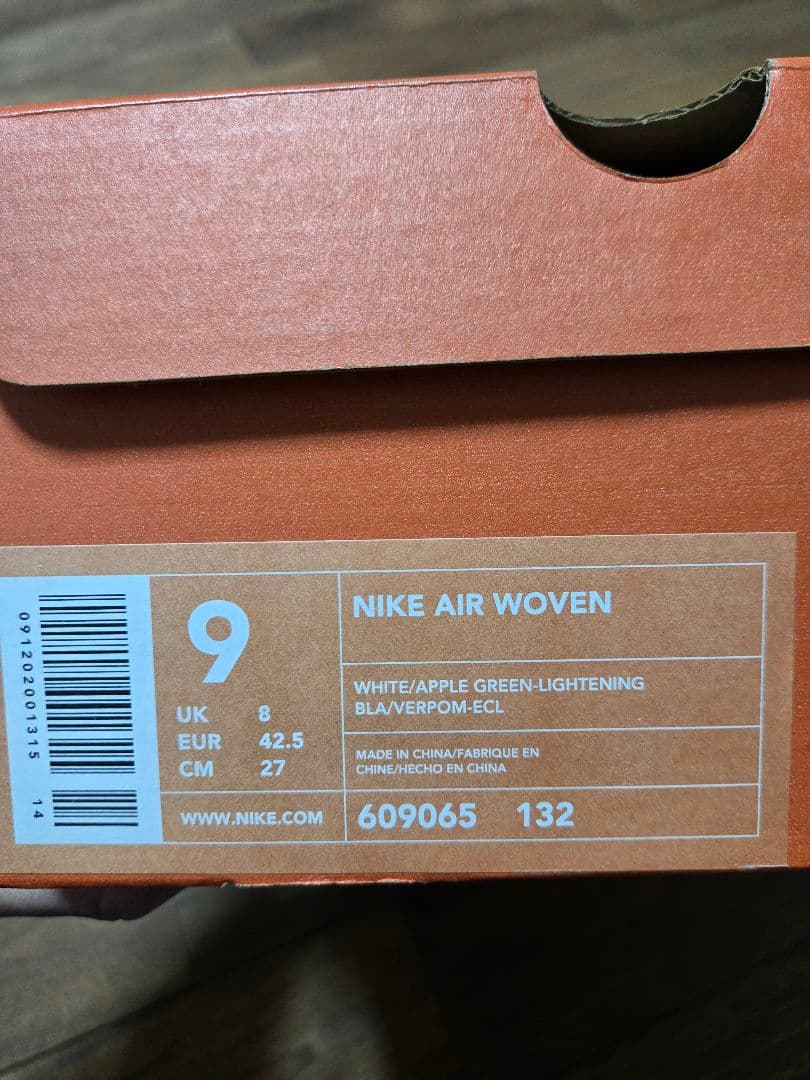 091202001315
14
9
UK 8
EUR 42.5
CM 27
WWW.NIKE.COM
NIKE AIR WOVEN
WHITE/APPLE GREEN-LIGHTENING
BLA/VERPOM-ECL
MADE IN CHINA/FABRIQUE EN
CHINE/HECHO EN CHINA
609065 132